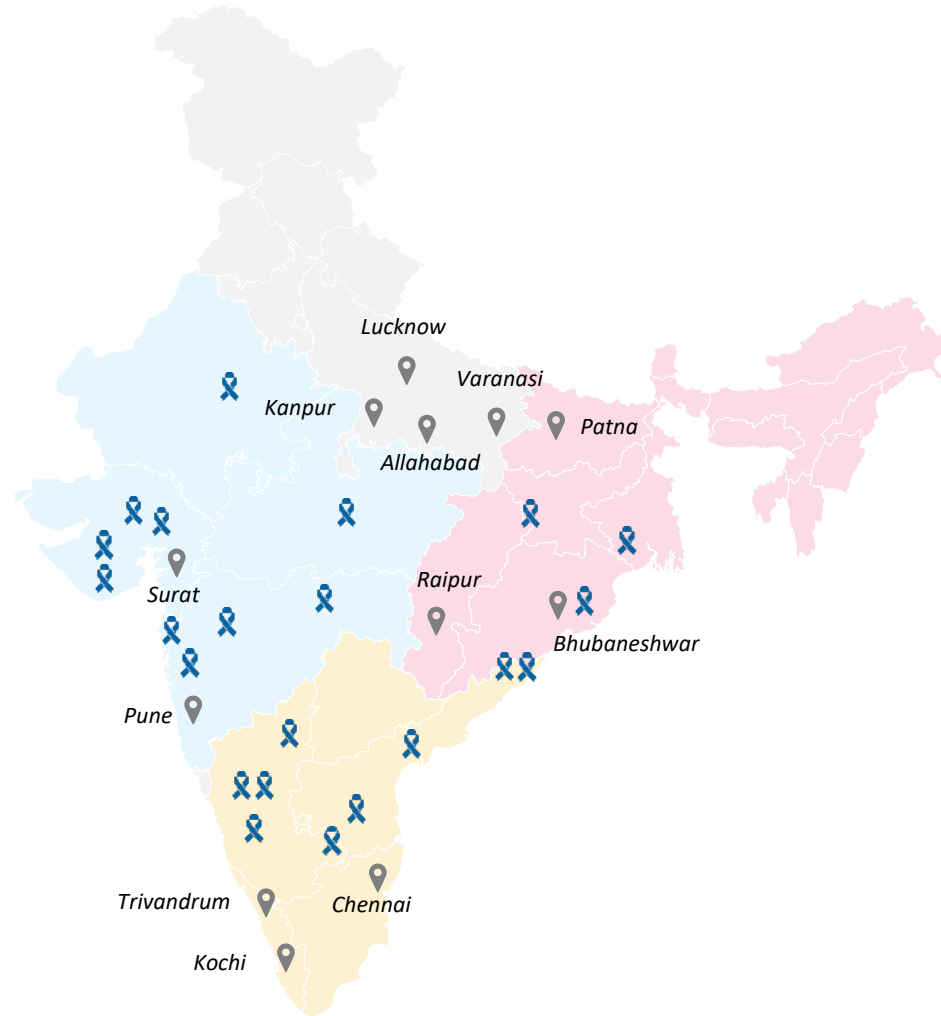 Lucknow
Varanasi
Kanpur
Patna
Allahabad
Raipur
Surat
Bhubaneshwar
Pune
Trivandrum
Chennai
Kochi